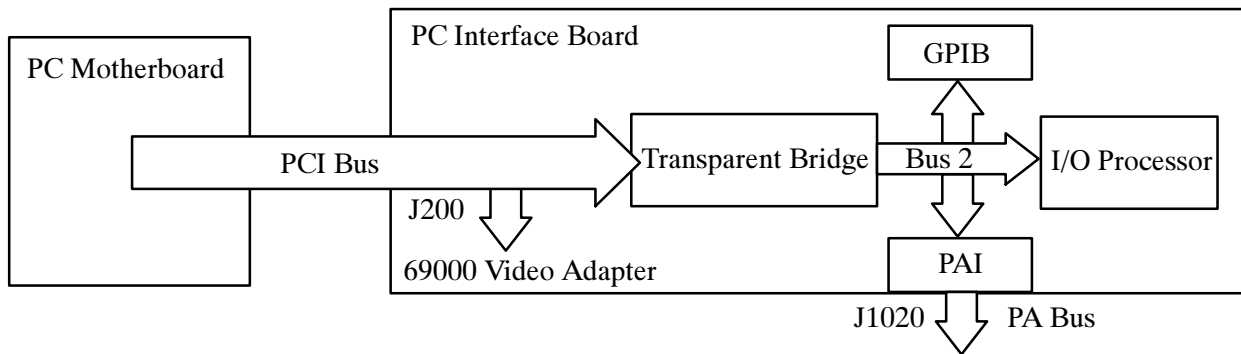 PC Motherboard
PC Interface Board
GPIB
PCI Bus
Transparent Bridge
Bus 2
I/O Processor
J200
69000 Video Adapter
PAI
J1020
PA Bus